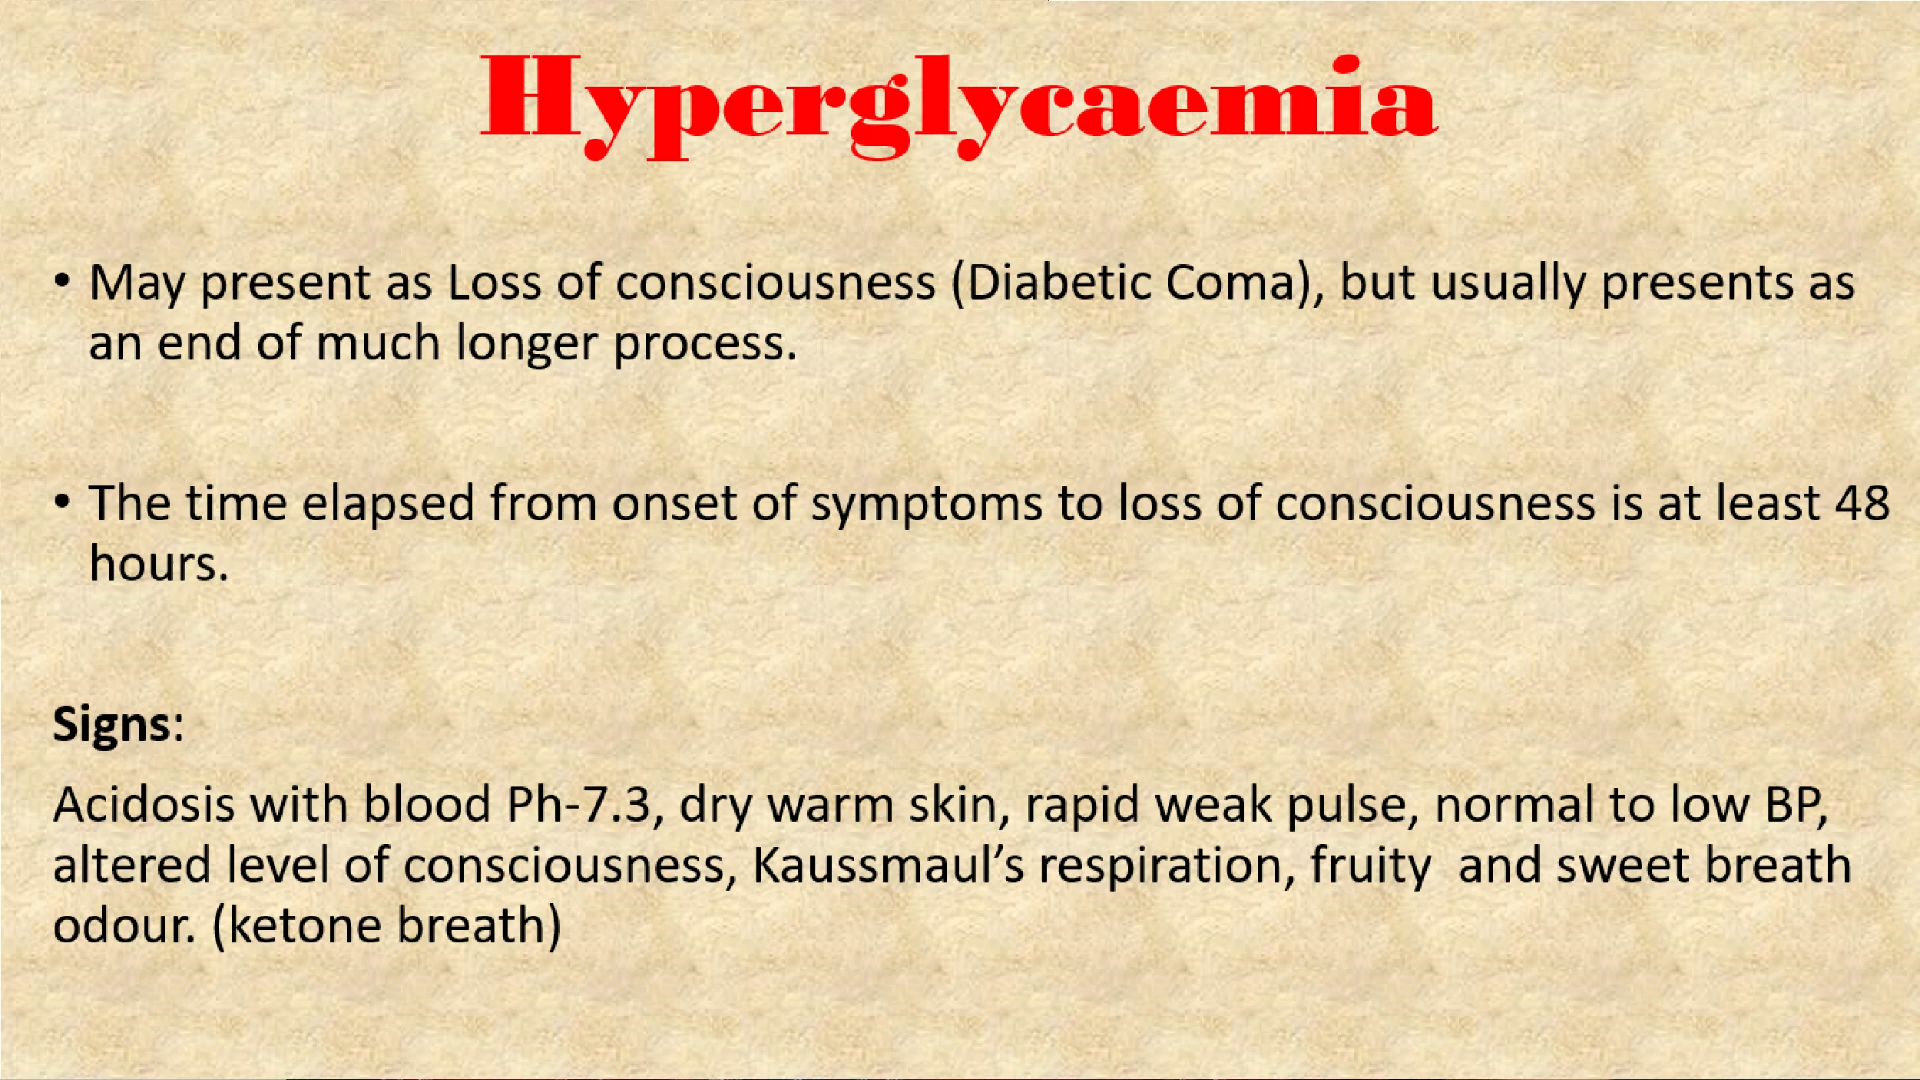 Hyperglycaemia
• May present as Loss of consciousness (Diabetic Coma), but usually presents as
an end of much longer process.
• The time elapsed from onset of symptoms to loss of consciousness is at least 48
hours.
Signs:
Acidosis with blood Ph-7.3, dry warm skin, rapid weak pulse, normal to low BP,
altered level of consciousness, Kaussmaul’s respiration, fruity  and sweet breath
odour. (ketone breath)